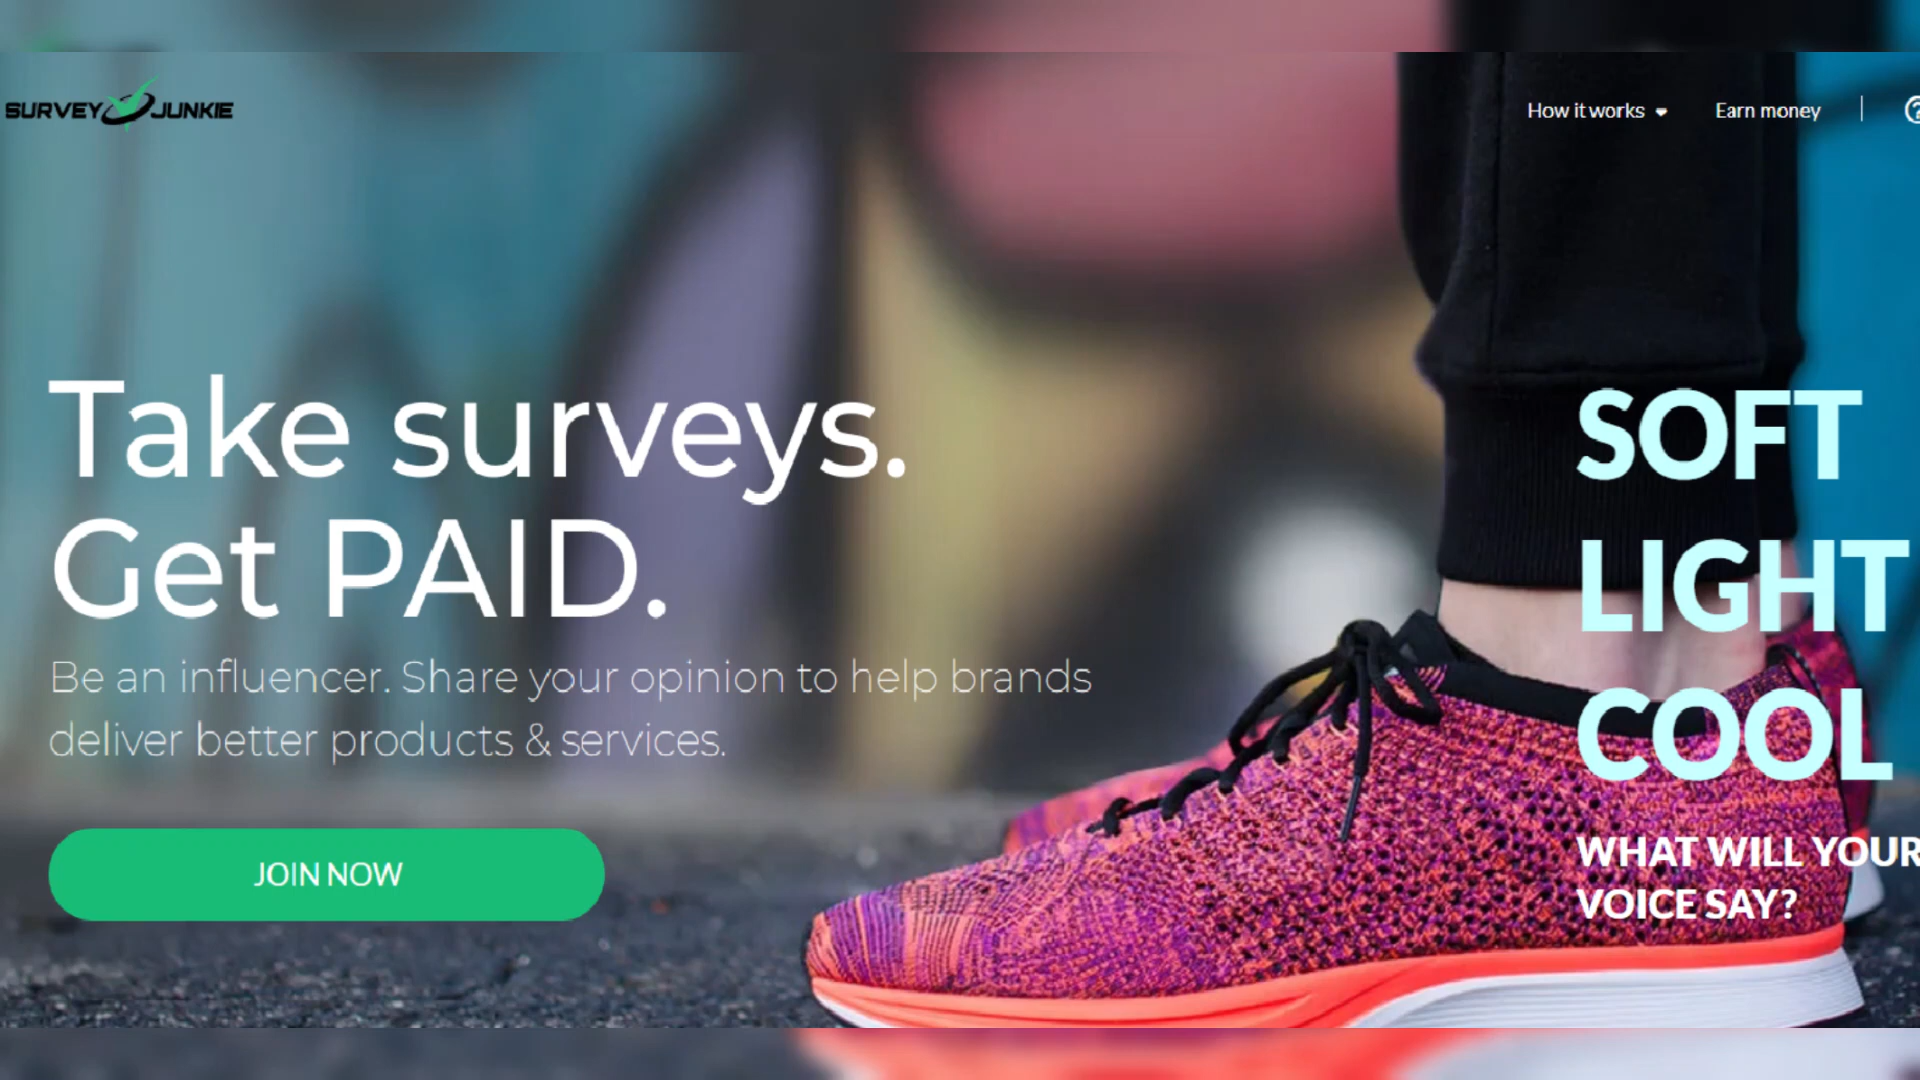 SURVEY JUNKIE
How it works
Earn money
Take surveys.
Get PAID.
Be an influencer. Share your opinion to help brands
deliver better products & services.
JOIN NOW
SOFT
LIGHT
COOL
WHAT WILL YOUR
VOICE SAY?